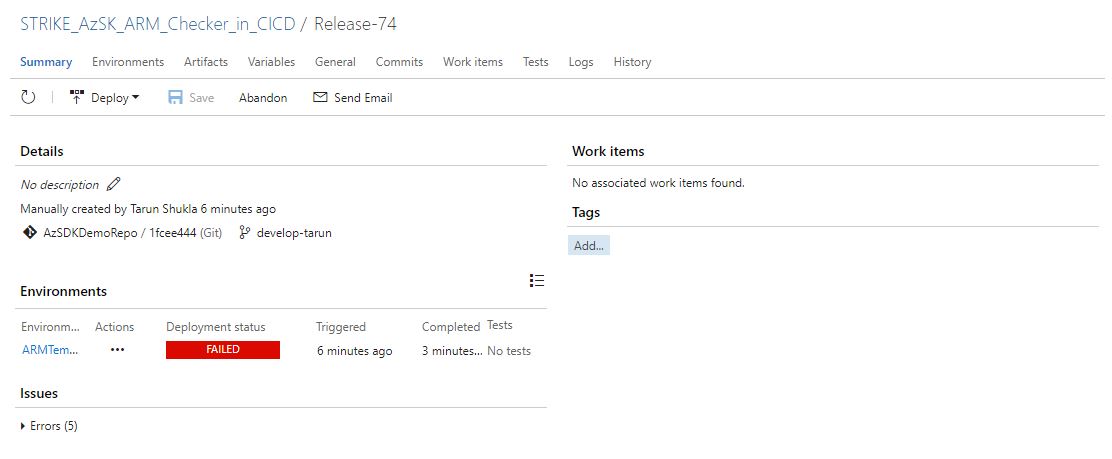 STRIKE_AzSK_ARM_Checker_in_CICD / Release-74
Summary Environments Artifacts Variables General Commits Work items Tests Logs History
Deploy Save Abandon Send Email
Details
No description
Manually created by Tarun Shukla 6 minutes ago
AzSDKDemoRepo / 1fcee444 (Git) develop-tarun
Work items
No associated work items found.
Tags
Add...
Environments
Environm... Actions Deployment status Triggered Completed Tests
ARMTem... ••• FAILED 6 minutes ago 3 minutes... No tests
Issues
Errors (5)